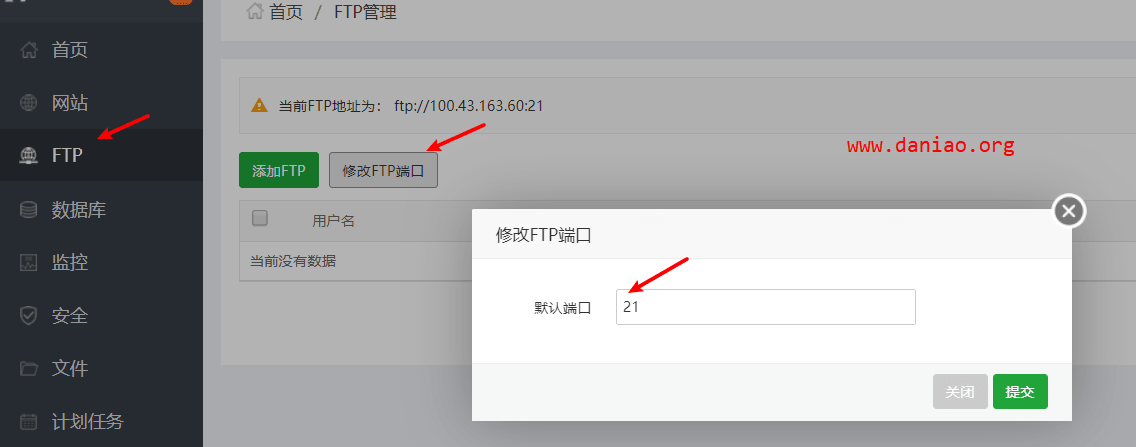 首页 / FTP管理
首页
网站
FTP
数据库
监控
安全
文件
计划任务
当前FTP地址为： ftp://100.43.163.60:21
www.daniao.org
添加FTP 修改FTP端口
用户名
当前没有数据
修改FTP端口
默认端口 21
关闭 提交